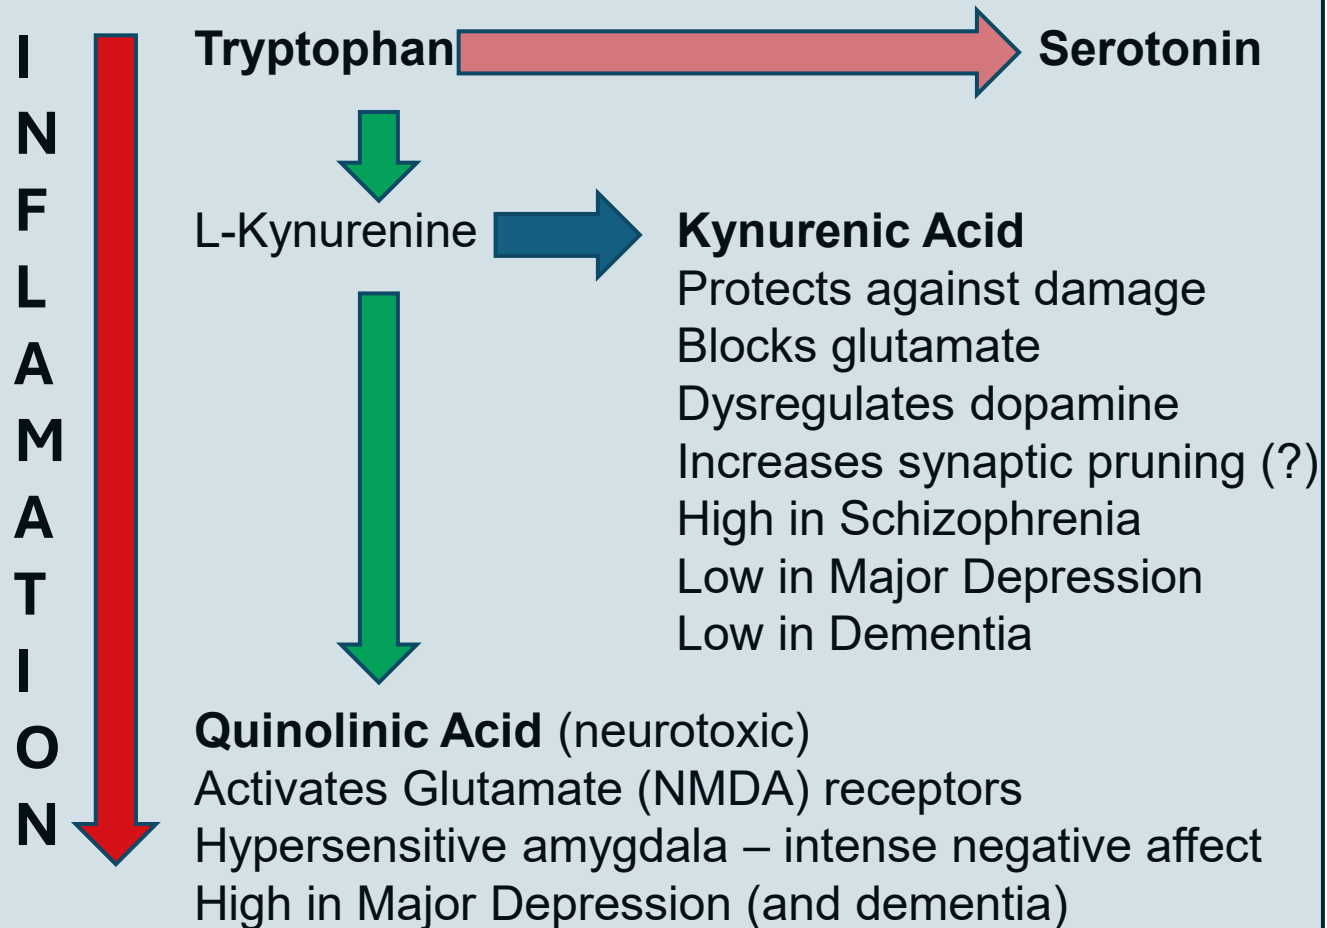 I
N
F
L
A
M
A
T
I
O
N
Tryptophan
Serotonin
L-Kynurenine
Kynurenic Acid
Protects against damage
Blocks glutamate
Dysregulates dopamine
Increases synaptic pruning (?)
High in Schizophrenia
Low in Major Depression
Low in Dementia
Quinolinic Acid (neurotoxic)
Activates Glutamate (NMDA) receptors
Hypersensitive amygdala – intense negative affect
High in Major Depression (and dementia)